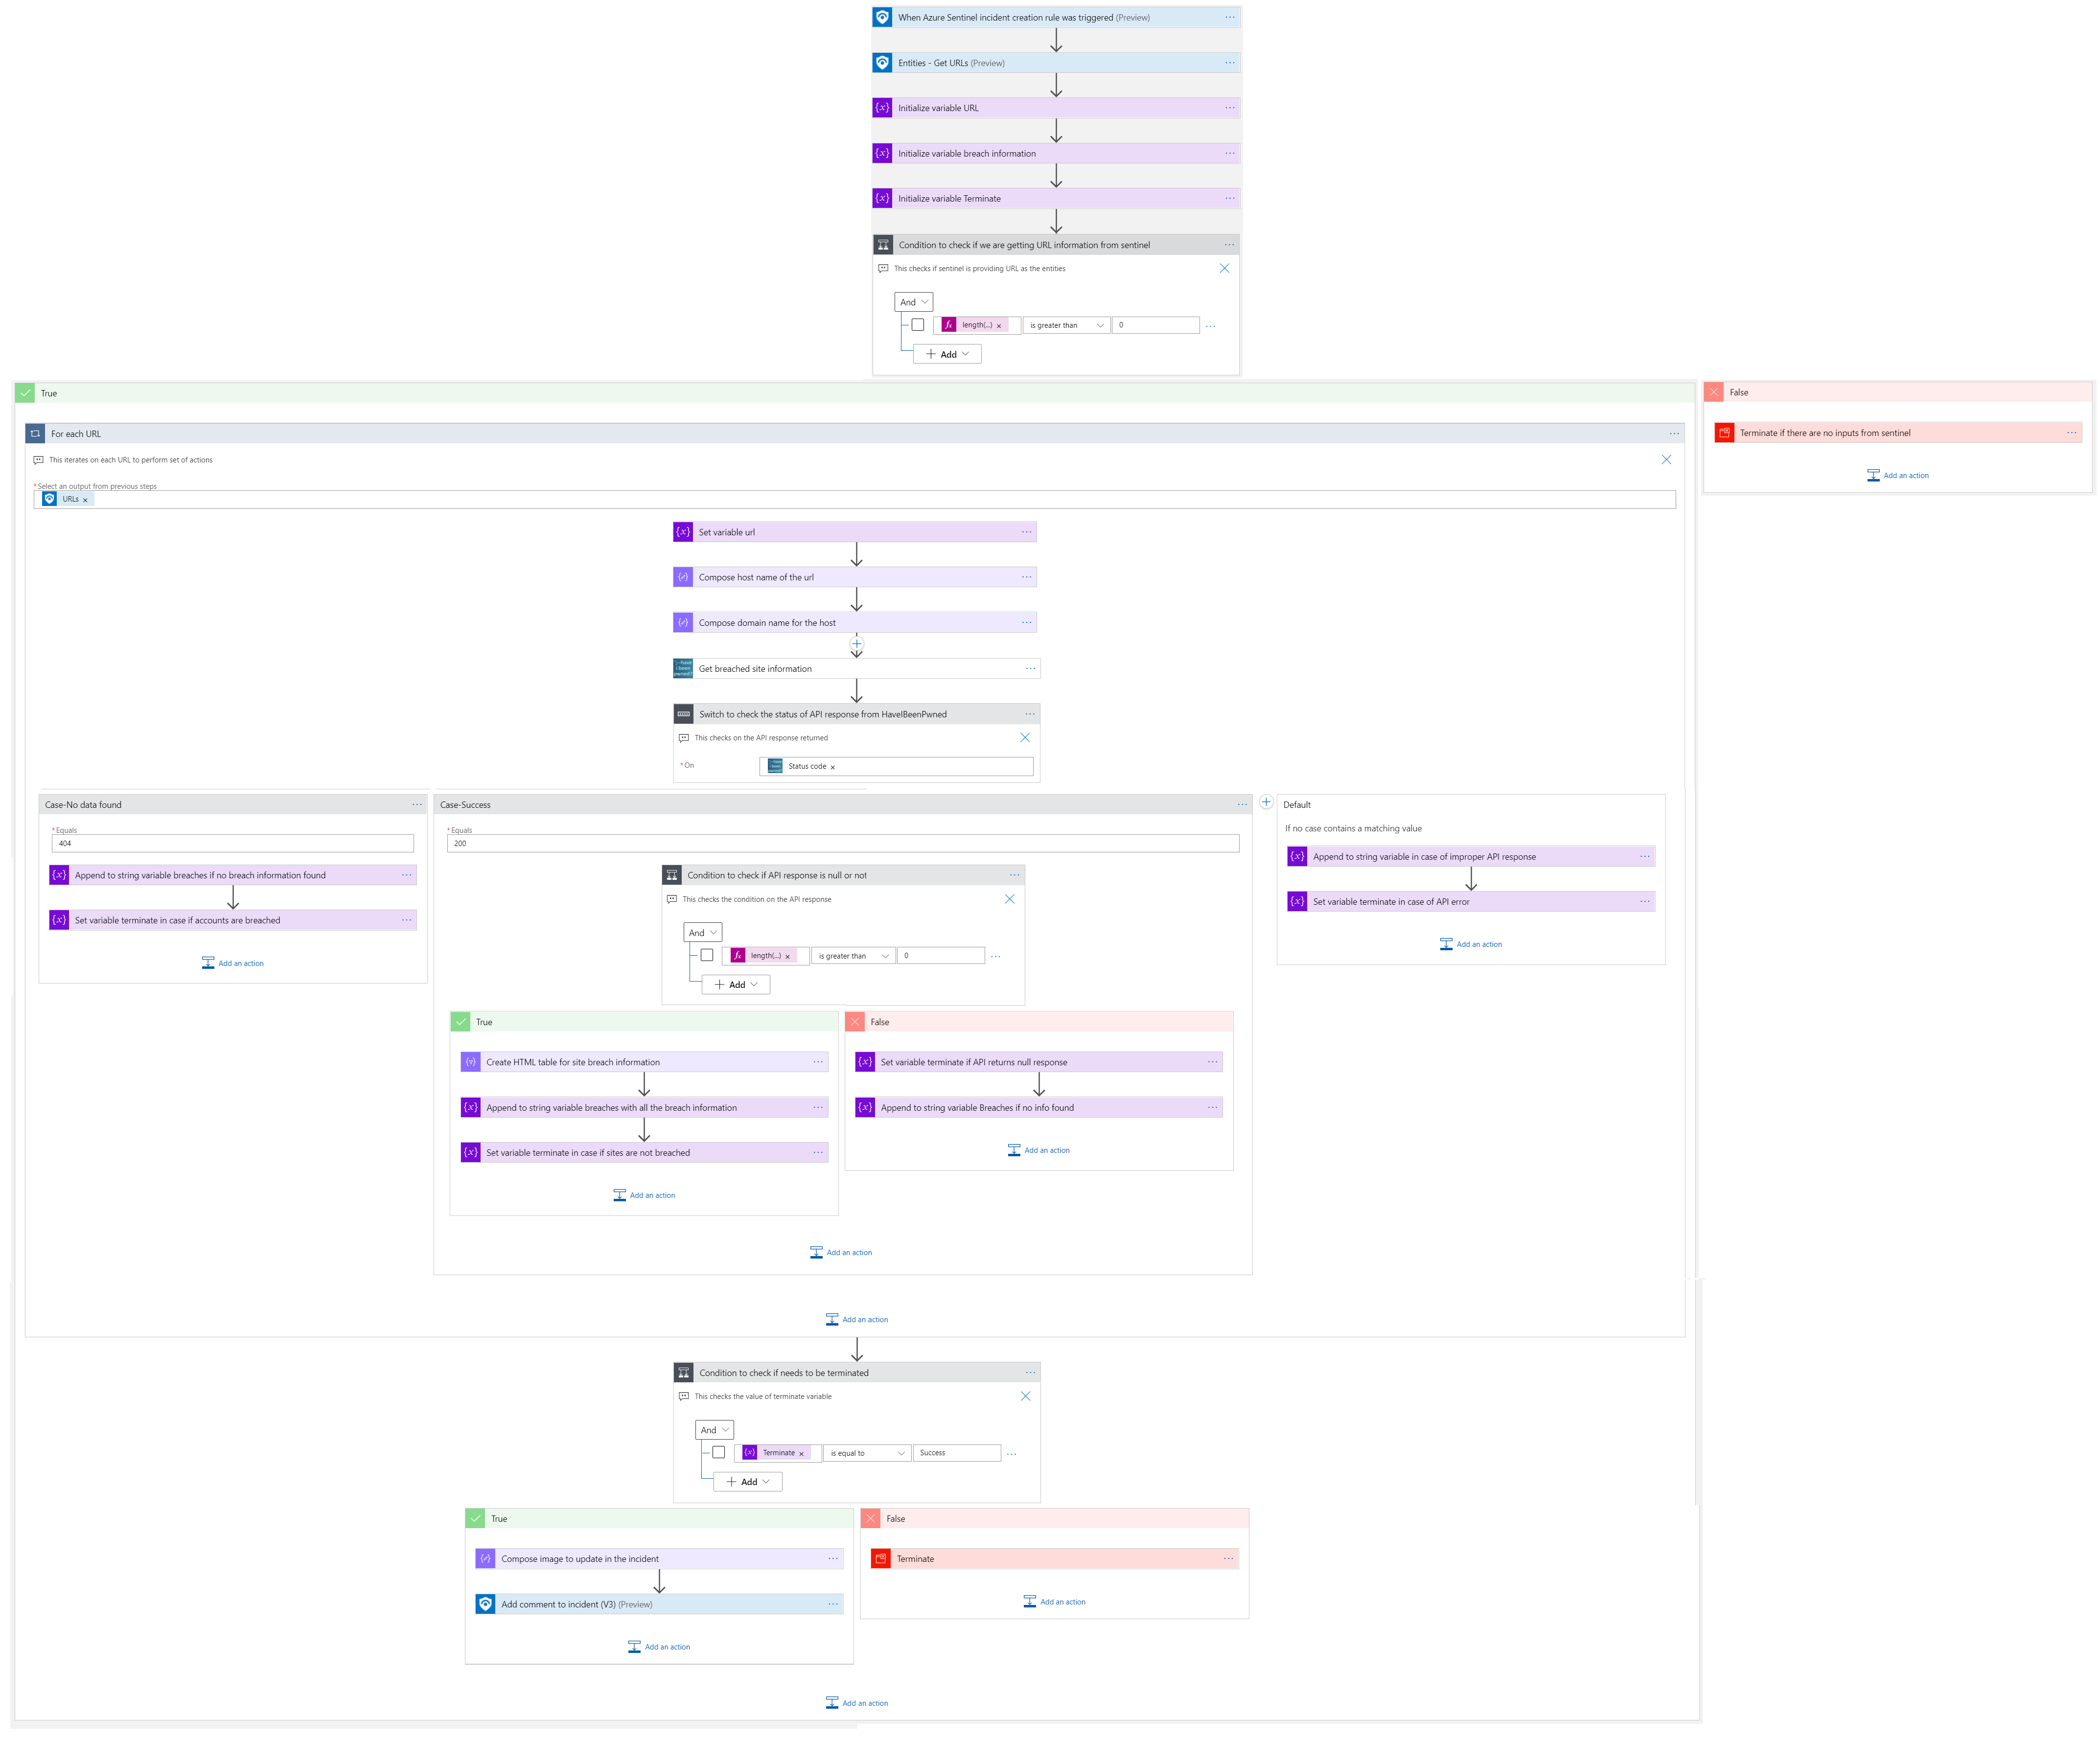 When Azure Sentinel incident creation rule was triggered (Preview)
Entities - Get URLs (Preview)
Initialize variable URL
Initialize variable breach information
Initialize variable Terminate
Condition to check if we are getting URL information from sentinel
This checks if sentinel is providing URL as the entities
And
length(...) × is greater than 0
Add
True
False
For each URL
Terminate if there are no inputs from sentinel
This iterates on each URL to perform set of actions
Add an action
* Select an output from previous steps
URLs ×
Set variable url
Compose host name of the url
Compose domain name for the host
Get breached site information
Switch to check the status of API response from HaveIBeenPwned
This checks on the API response returned
* On Status code ×
Case-No data found
* Equals
404
Append to string variable breaches if no breach information found
Set variable terminate in case if accounts are breached
Add an action
Case-Success
* Equals
200
Condition to check if API response is null or not
This checks the condition on the API response
And
length(...) × is greater than 0
Add
True
Create HTML table for site breach information
Append to string variable breaches with all the breach information
Set variable terminate in case if sites are not breached
Add an action
False
Set variable terminate if API returns null response
Append to string variable Breaches if no info found
Add an action
Add an action
Default
If no case contains a matching value
Append to string variable in case of improper API response
Set variable terminate in case of API error
Add an action
Add an action
Condition to check if needs to be terminated
This checks the value of terminate variable
And
Terminate × is equal to Success
Add
True
Compose image to update in the incident
Add comment to incident (V3) (Preview)
Add an action
False
Terminate
Add an action
Add an action